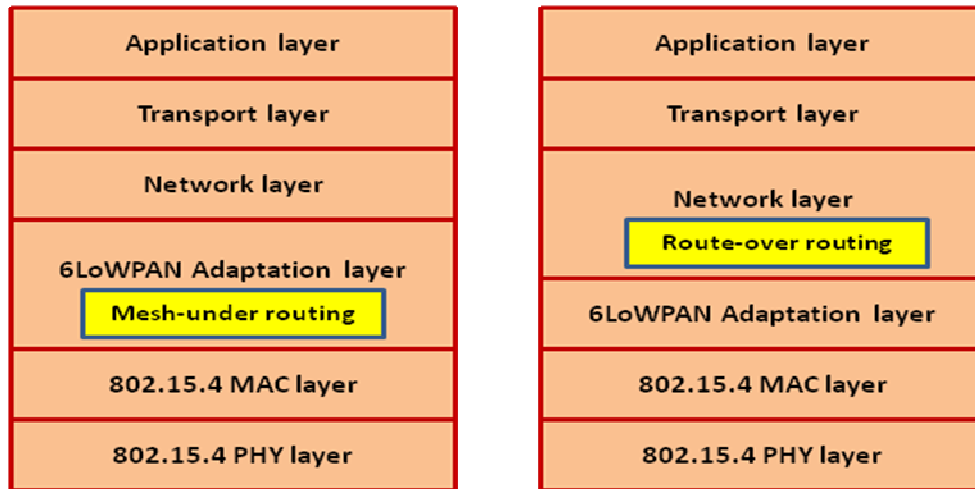 Application layer
Transport layer
Network layer
6LoWPAN Adaptation layer
Mesh-under routing
802.15.4 MAC layer
802.15.4 PHY layer
Application layer
Transport layer
Network layer
Route-over routing
6LoWPAN Adaptation layer
802.15.4 MAC layer
802.15.4 PHY layer